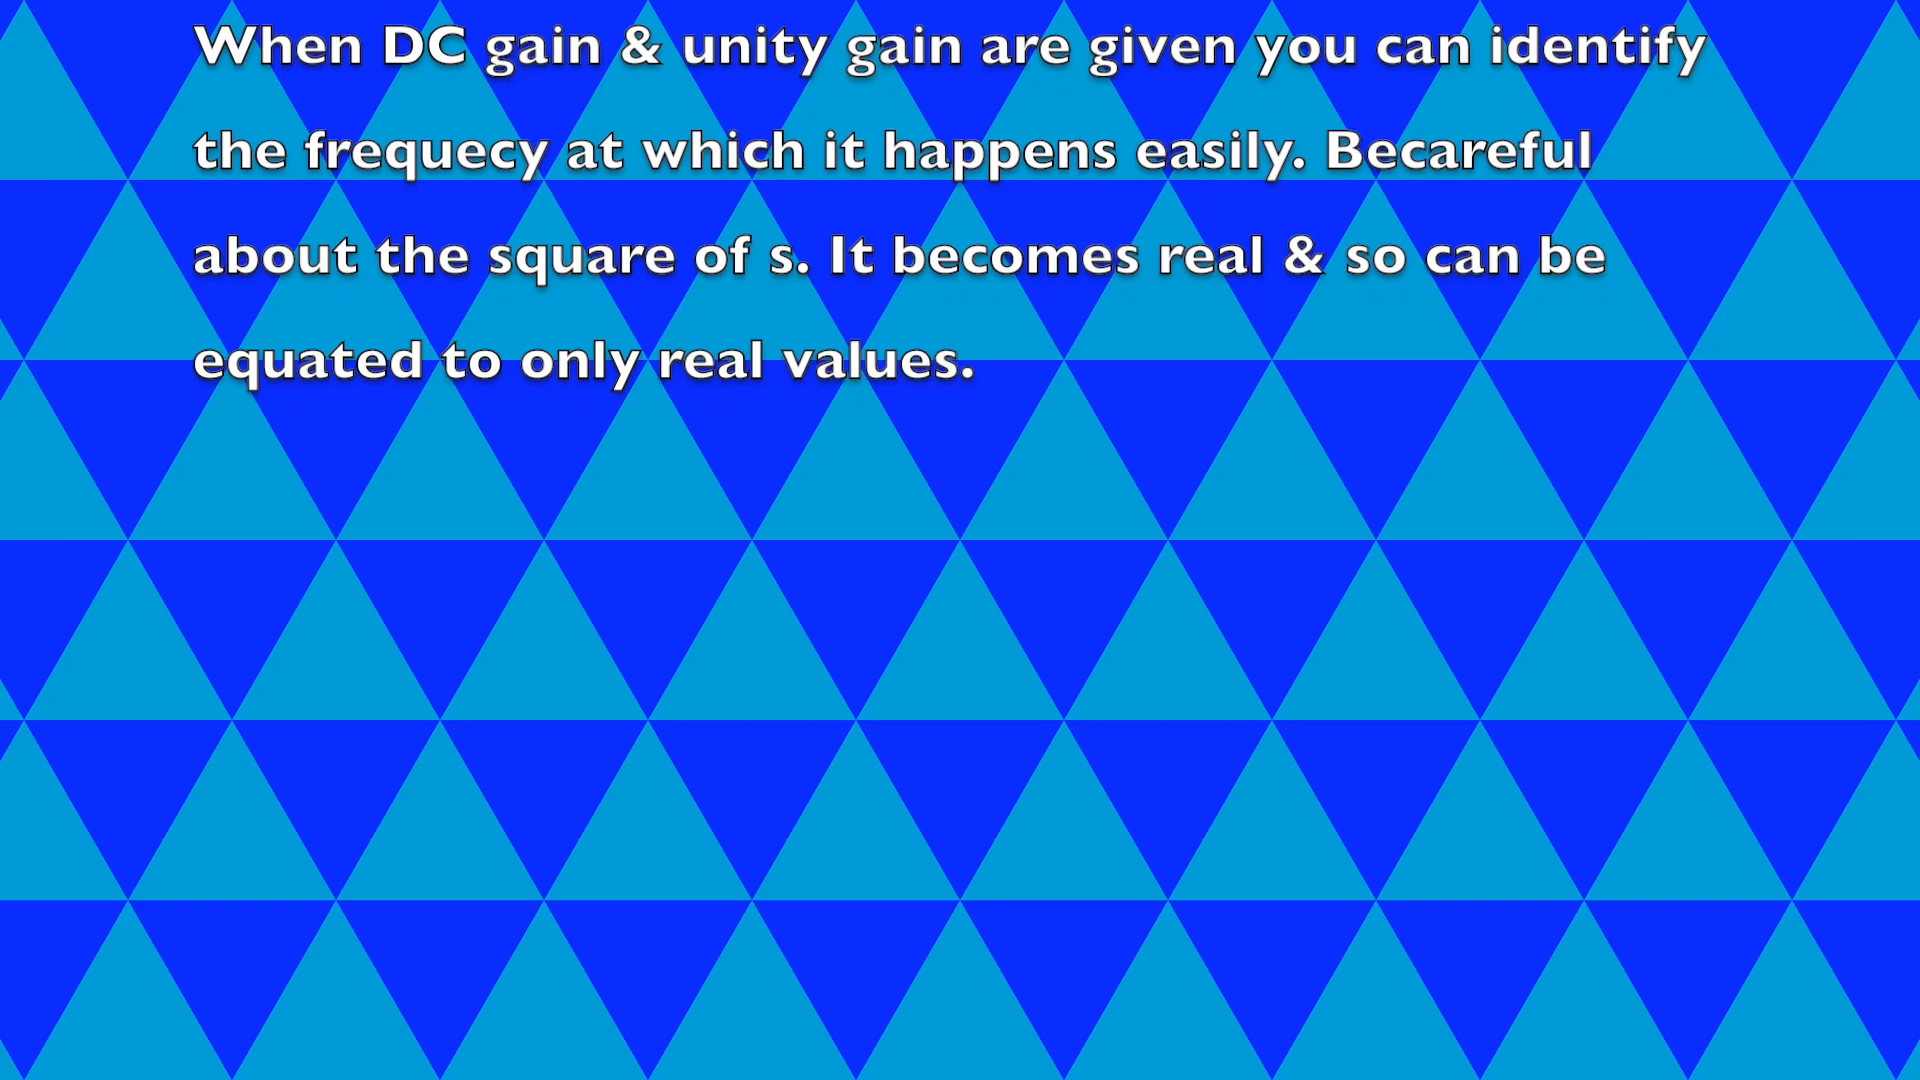 When DC gain & unity gain are given you can identify
the frequecy at which it happens easily. Becareful
about the square of s. It becomes real & so can be
equated to only real values.